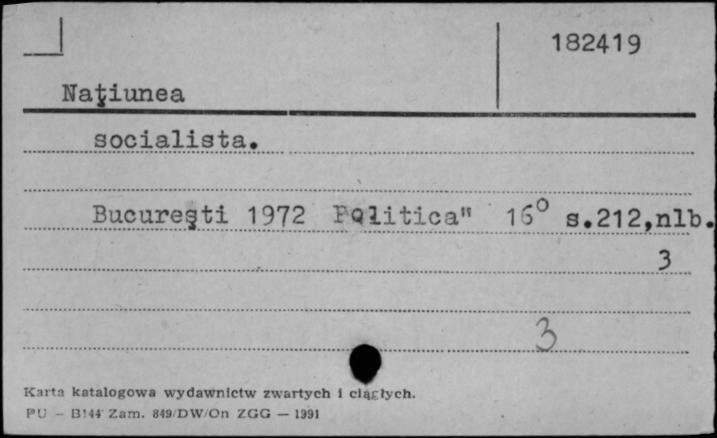 182419
Naţiunea
socialista.
Bucureşti 1972 Politica" 16° s.212,nlb.
3
3
Karta katalogowa wydawnictw zwartych i ciągłych.
PU — B144 Zam. 849/DW/On ZGG — 1991